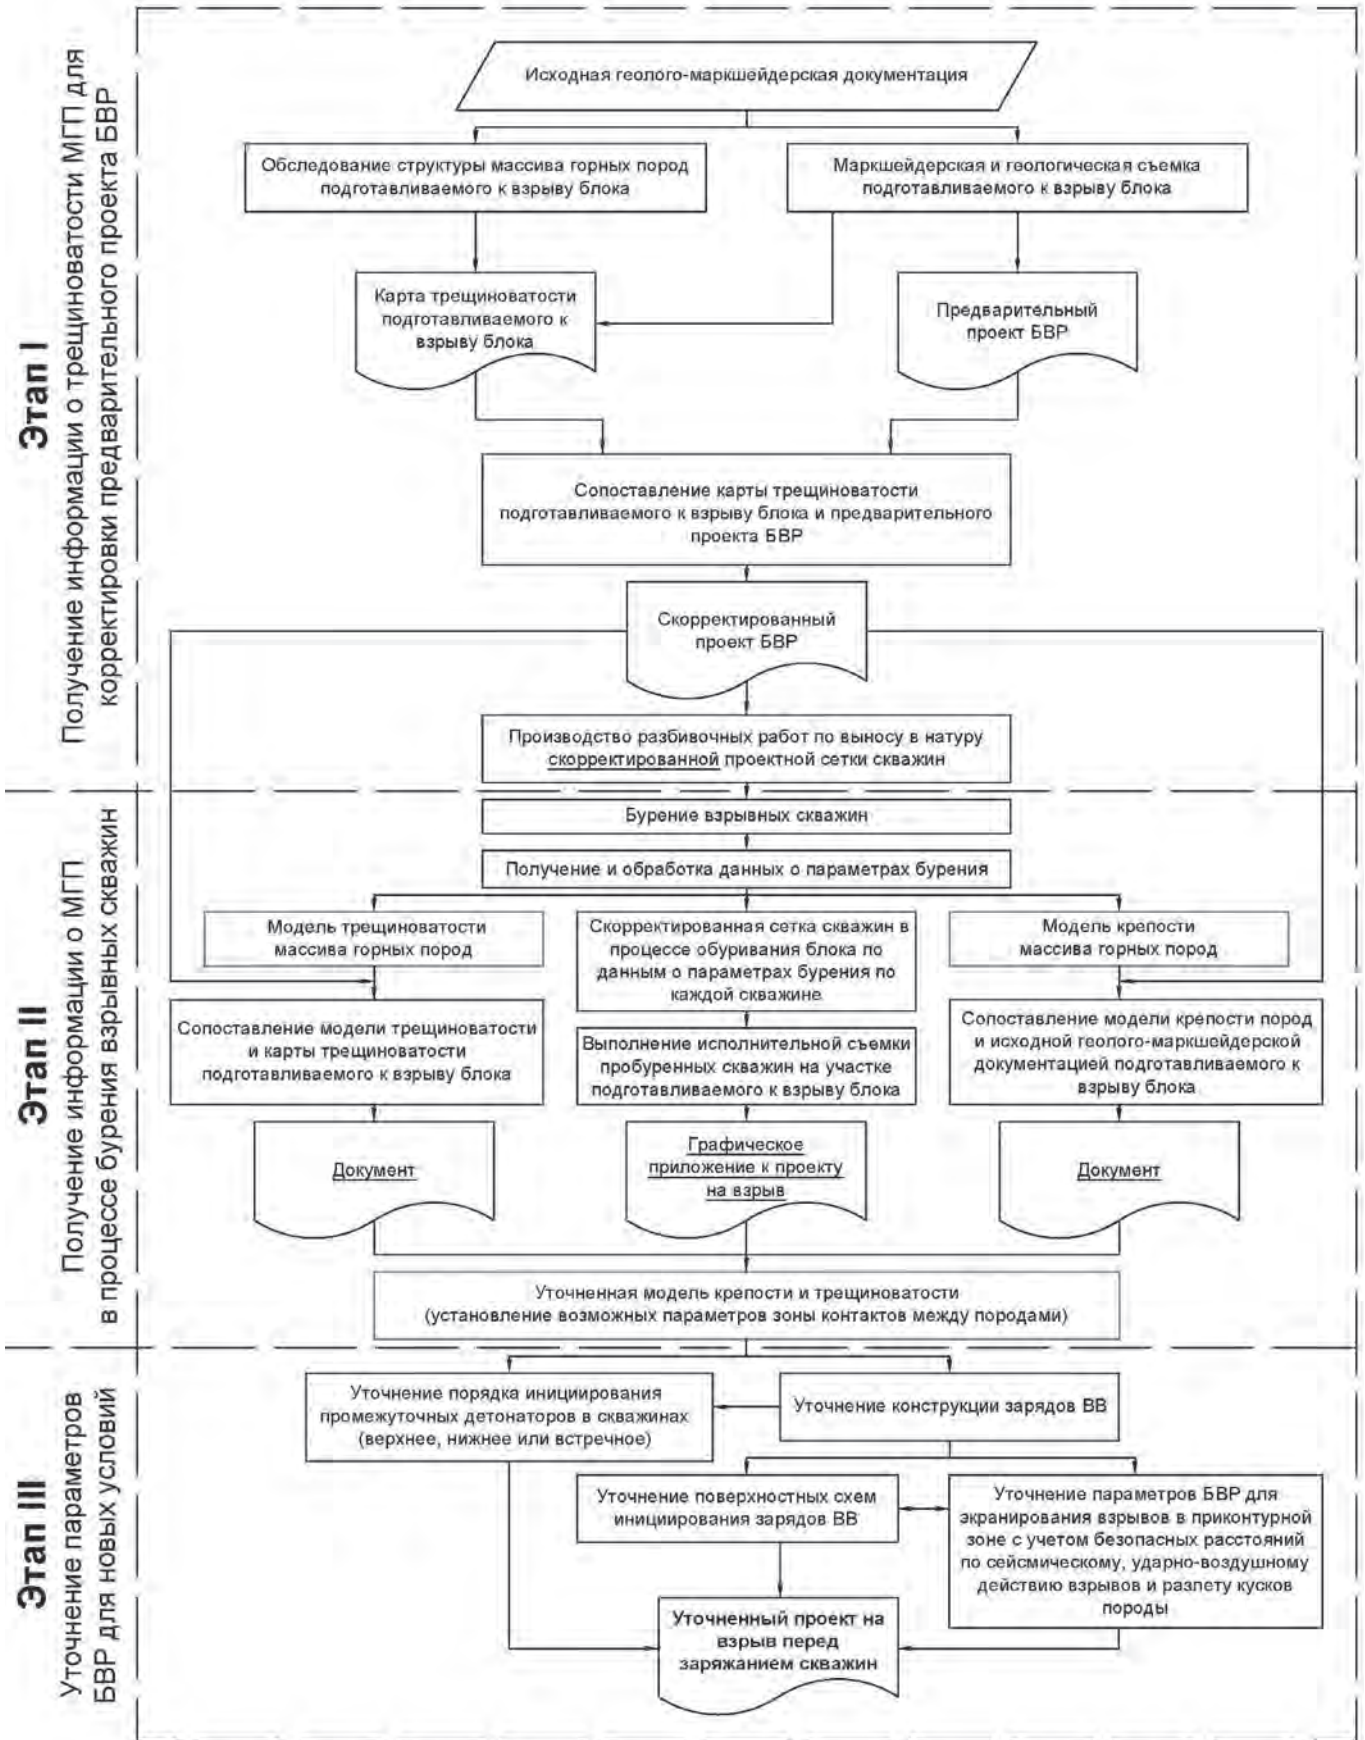 Этап I
Получение информации о трещиноватости МГП для
корректировки предварительного проекта БВР
Исходная геолого-маркшейдерская документация
Обследование структуры массива горных пород
подготавливаемого к взрыву блока
Маркшейдерская и геологическая съемка
подготавливаемого к взрыву блока
Карта трещиноватости
подготавливаемого к
взрыву блока
Предварительный
проект БВР
Сопоставление карты трещиноватости
подготавливаемого к взрыву блока и предварительного
проекта БВР
Скорректированный
проект БВР
Производство разбивочных работ по выносу в натуру
скорректированной проектной сетки скважин
Этап II
Получение информации о МГП
в процессе бурения взрывных скважин
Бурение взрывных скважин
Получение и обработка данных о параметрах бурения
Модель трещиноватости
массива горных пород
Скорректированная сетка скважин в
процессе обуривания блока по
данным о параметрах бурения по
каждой скважине
Модель крепости
массива горных пород
Сопоставление модели трещиноватости
и карты трещиноватости
подготавливаемого к взрыву блока
Выполнение исполнительной съемки
пробуренных скважин на участке
подготавливаемого к взрыву блока
Сопоставление модели крепости пород
и исходной геолого-маркшейдерской
документацией подготавливаемого к
взрыву блока
Документ
Графическое
приложение к проекту
на взрыв
Документ
Уточненная модель крепости и трещиноватости
(установление возможных параметров зоны контактов между породами)
Этап III
Уточнение параметров
БВР для новых условий
Уточнение порядка инициирования
промежуточных детонаторов в скважинах
(верхнее, нижнее или встречное)
Уточнение конструкции зарядов ВВ
Уточнение поверхностных схем
инициирования зарядов ВВ
Уточнение параметров БВР для
экранирования взрывов в приконтурной
зоне с учетом безопасных расстояний
по сейсмическому, ударно-воздушному
действию взрывов и разлету кусков
породы
Уточненный проект на
взрыв перед
заряжанием скважин